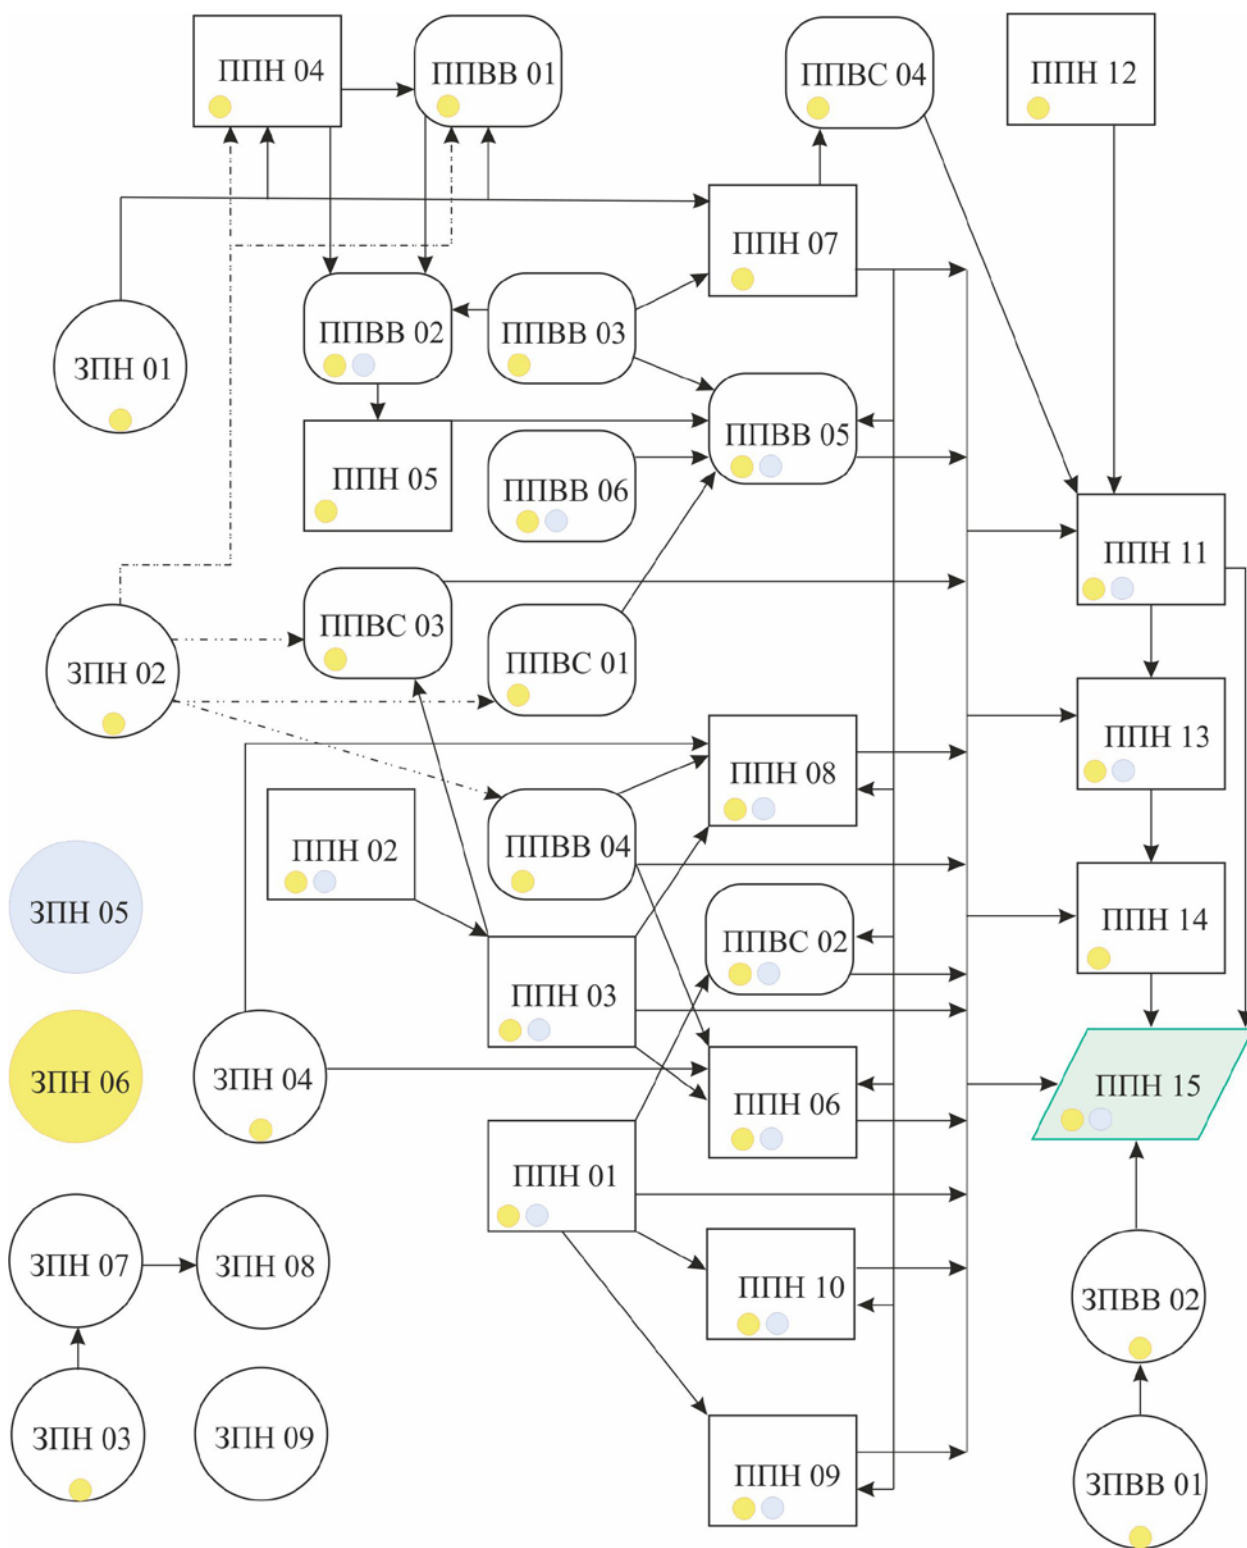 ППН 04
ППВВ 01
ППВС 04
ППН 12
ППН 07
ЗПН 01
ППВВ 02
ППВВ 03
ППВВ 05
ППН 05
ППВВ 06
ППН 11
ЗПН 02
ППВС 03
ППВС 01
ППН 13
ППН 08
ППН 02
ППВВ 04
ЗПН 05
ППН 14
ППВС 02
ППН 03
ЗПН 06
ЗПН 04
ППН 06
ППН 15
ППН 01
ЗПН 07
ЗПН 08
ППН 10
ЗПВВ 02
ЗПН 03
ЗПН 09
ППН 09
ЗПВВ 01